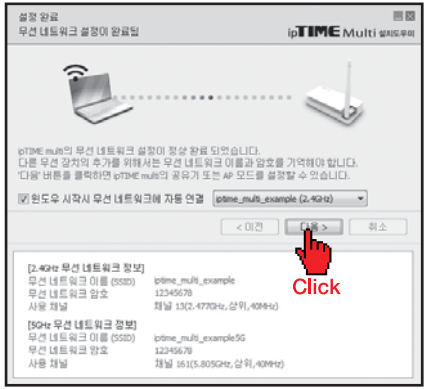 설정 완료
무선 네트워크 설정이 완료됨
ipTIME Multi 설치도우미
ipTIME multi의 무선 네트워크 설정이 정상 완료 되었습니다.
다른 무선 장치의 추가를 위해서는 무선 네트워크 이름과 암호를 기억해야 합니다.
'다음' 버튼을 클릭하면 ipTIME multi의 공유기 또는 AP 모드를 설정할 수 있습니다.
윈도우 시작시 무선 네트워크에 자동 연결 iptime_multi_example (2.4GHz)
< 이전 다음 > 취소
Click
[2.4GHz 무선 네트워크 정보]
무선 네트워크 이름 (SSID) iptime_multi_example
무선 네트워크 암호 12345678
사용 채널 채널 13(2.477GHz,상위,40MHz)
[5GHz 무선 네트워크 정보]
무선 네트워크 이름 (SSID) iptime_multi_example5G
무선 네트워크 암호 12345678
사용 채널 채널 161(5.805GHz,상위,40MHz)